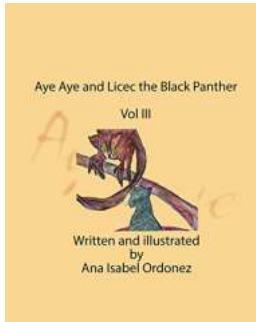 Aye Aye and Licec the Black Panther
Vol III
Written and illustrated
by
Ana Isabel Ordonez